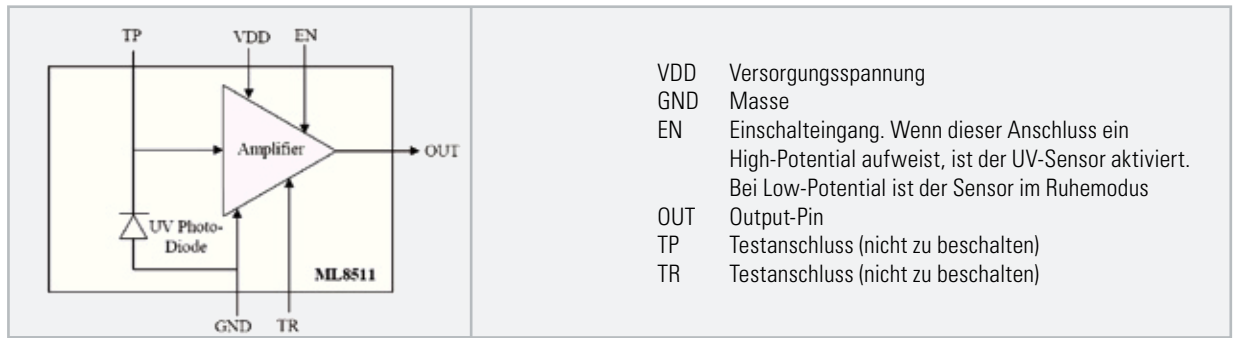 TP
VDD
EN
Amplifier
OUT
UV Photo-
Diode
ML8511
GND
TR
VDD Versorgungsspannung
GND Masse
EN Einschalteingang. Wenn dieser Anschluss ein
High-Potential aufweist, ist der UV-Sensor aktiviert.
Bei Low-Potential ist der Sensor im Ruhemodus
OUT Output-Pin
TP Testanschluss (nicht zu beschalten)
TR Testanschluss (nicht zu beschalten)